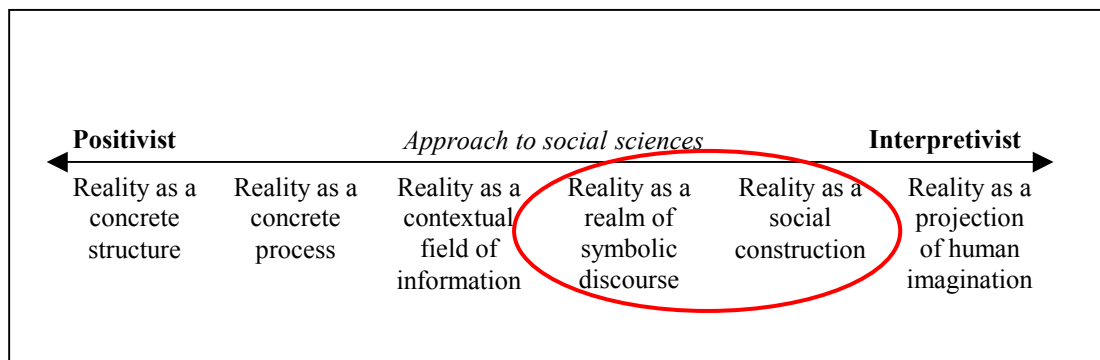 Positivist Approach to social sciences Interpretivist
Reality as a concrete structure
Reality as a concrete process
Reality as a contextual field of information
Reality as a realm of symbolic discourse
Reality as a social construction
Reality as a projection of human imagination